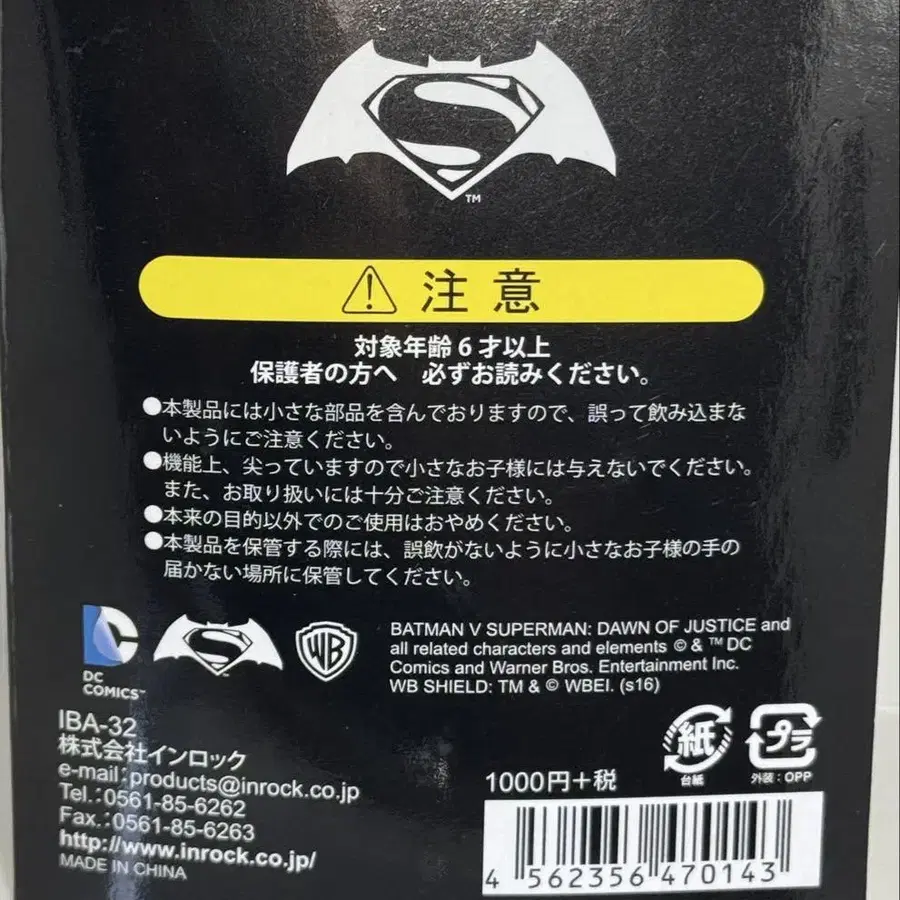 TM
注意
対象年齢6才以上
保護者の方へ 必ずお読みください。
●本製品には小さな部品を含んでおりますので、誤って飲み込まな
いようにご注意ください。
●機能上、尖っていますので小さなお子様には与えないでください。
また、お取り扱いには十分ご注意ください。
●本来の目的以外でのご使用はおやめください。
●本製品を保管する際には、誤飲がないように小さなお子様の手の
届かない場所に保管してください。
DC
COMICS™
WB
BATMAN V SUPERMAN: DAWN OF JUSTICE and
all related characters and elements © & ™ DC
Comics and Warner Bros. Entertainment Inc.
WB SHIELD: TM & © WBEI. (s16)
IBA-32
株式会社インロック
e-mail:products@inrock.co.jp
Tel.:0561-85-6262
Fax.:0561-85-6263
http://www.inrock.co.jp/
MADE IN CHINA
紙
台紙
プラ
外装:OPP
1000円+税
4 562356 470143